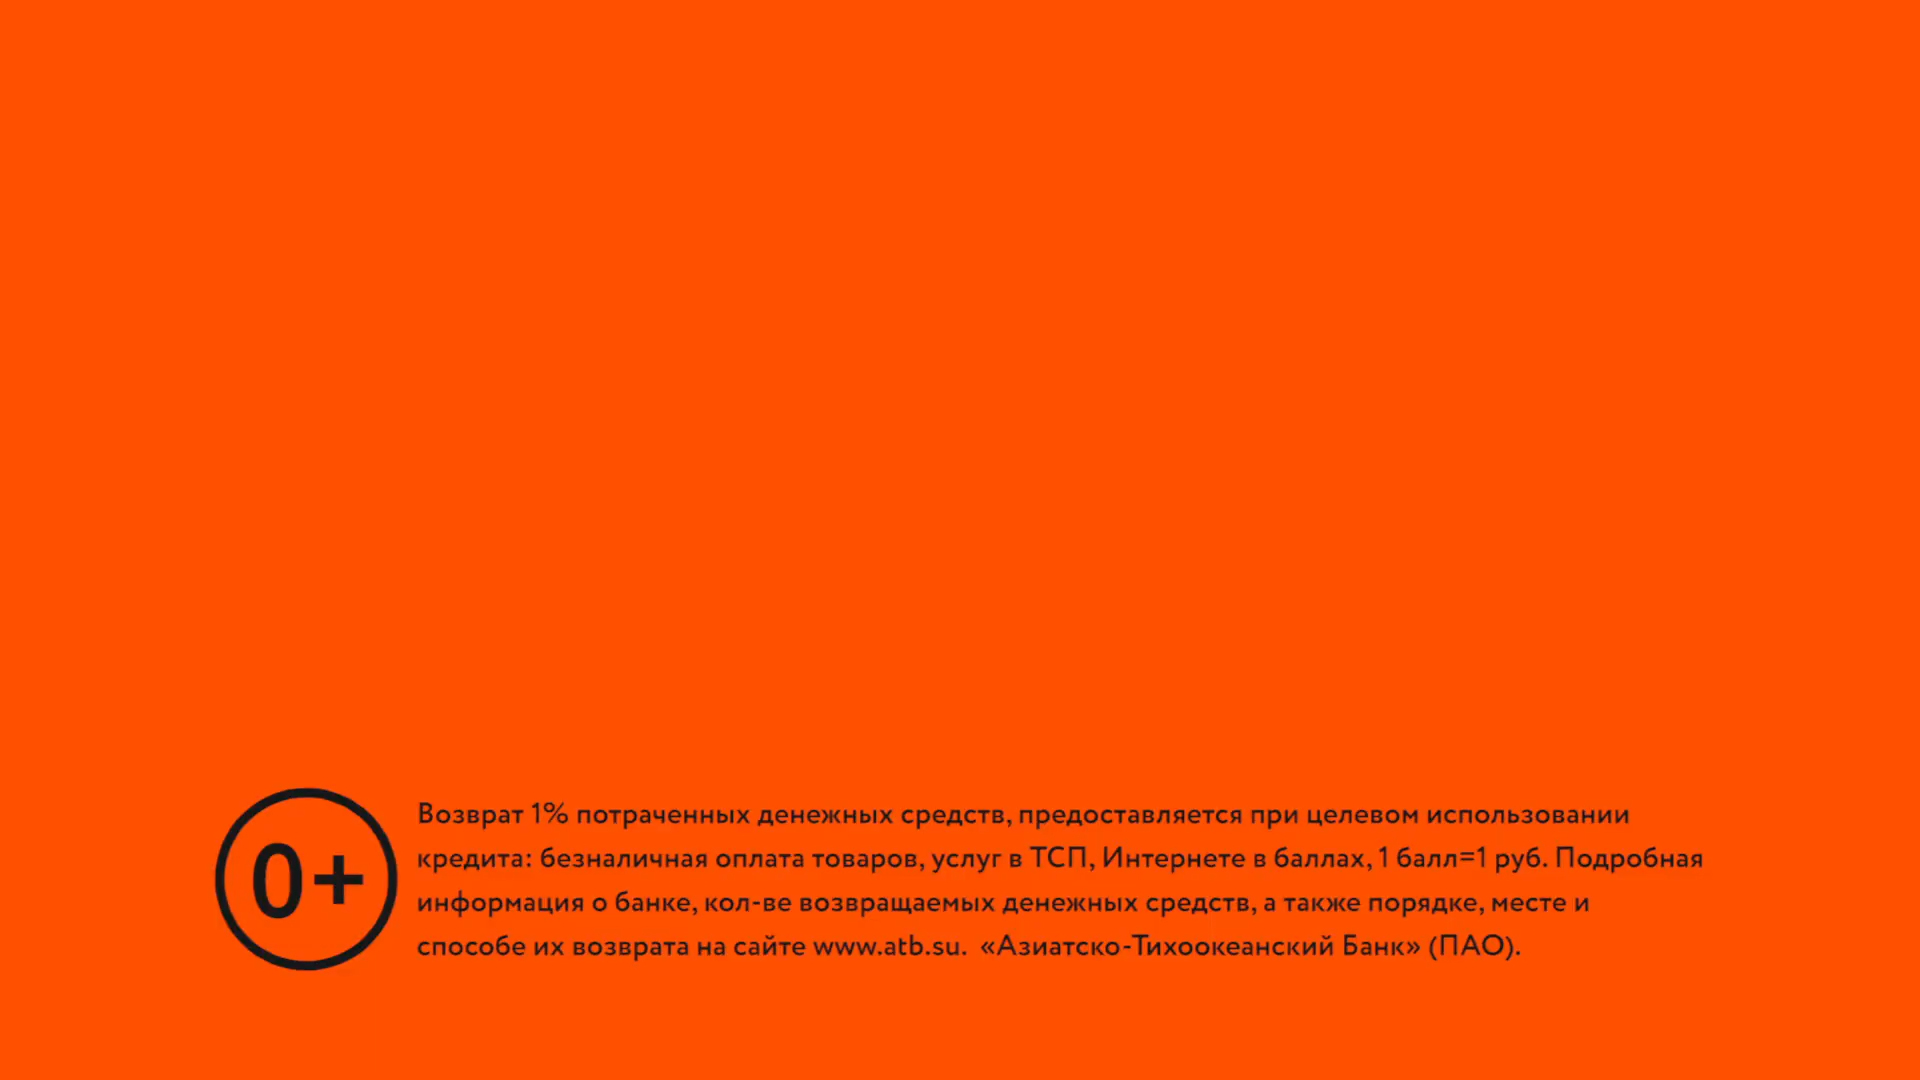 0+
Возврат 1% потраченных денежных средств, предоставляется при целевом использовании
кредита: безналичная оплата товаров, услуг в ТСП, Интернете в баллах, 1 балл=1 руб. Подробная
информация о банке, кол-ве возвращаемых денежных средств, а также порядке, месте и
способе их возврата на сайте www.atb.su. «Азиатско-Тихоокеанский Банк» (ПАО).